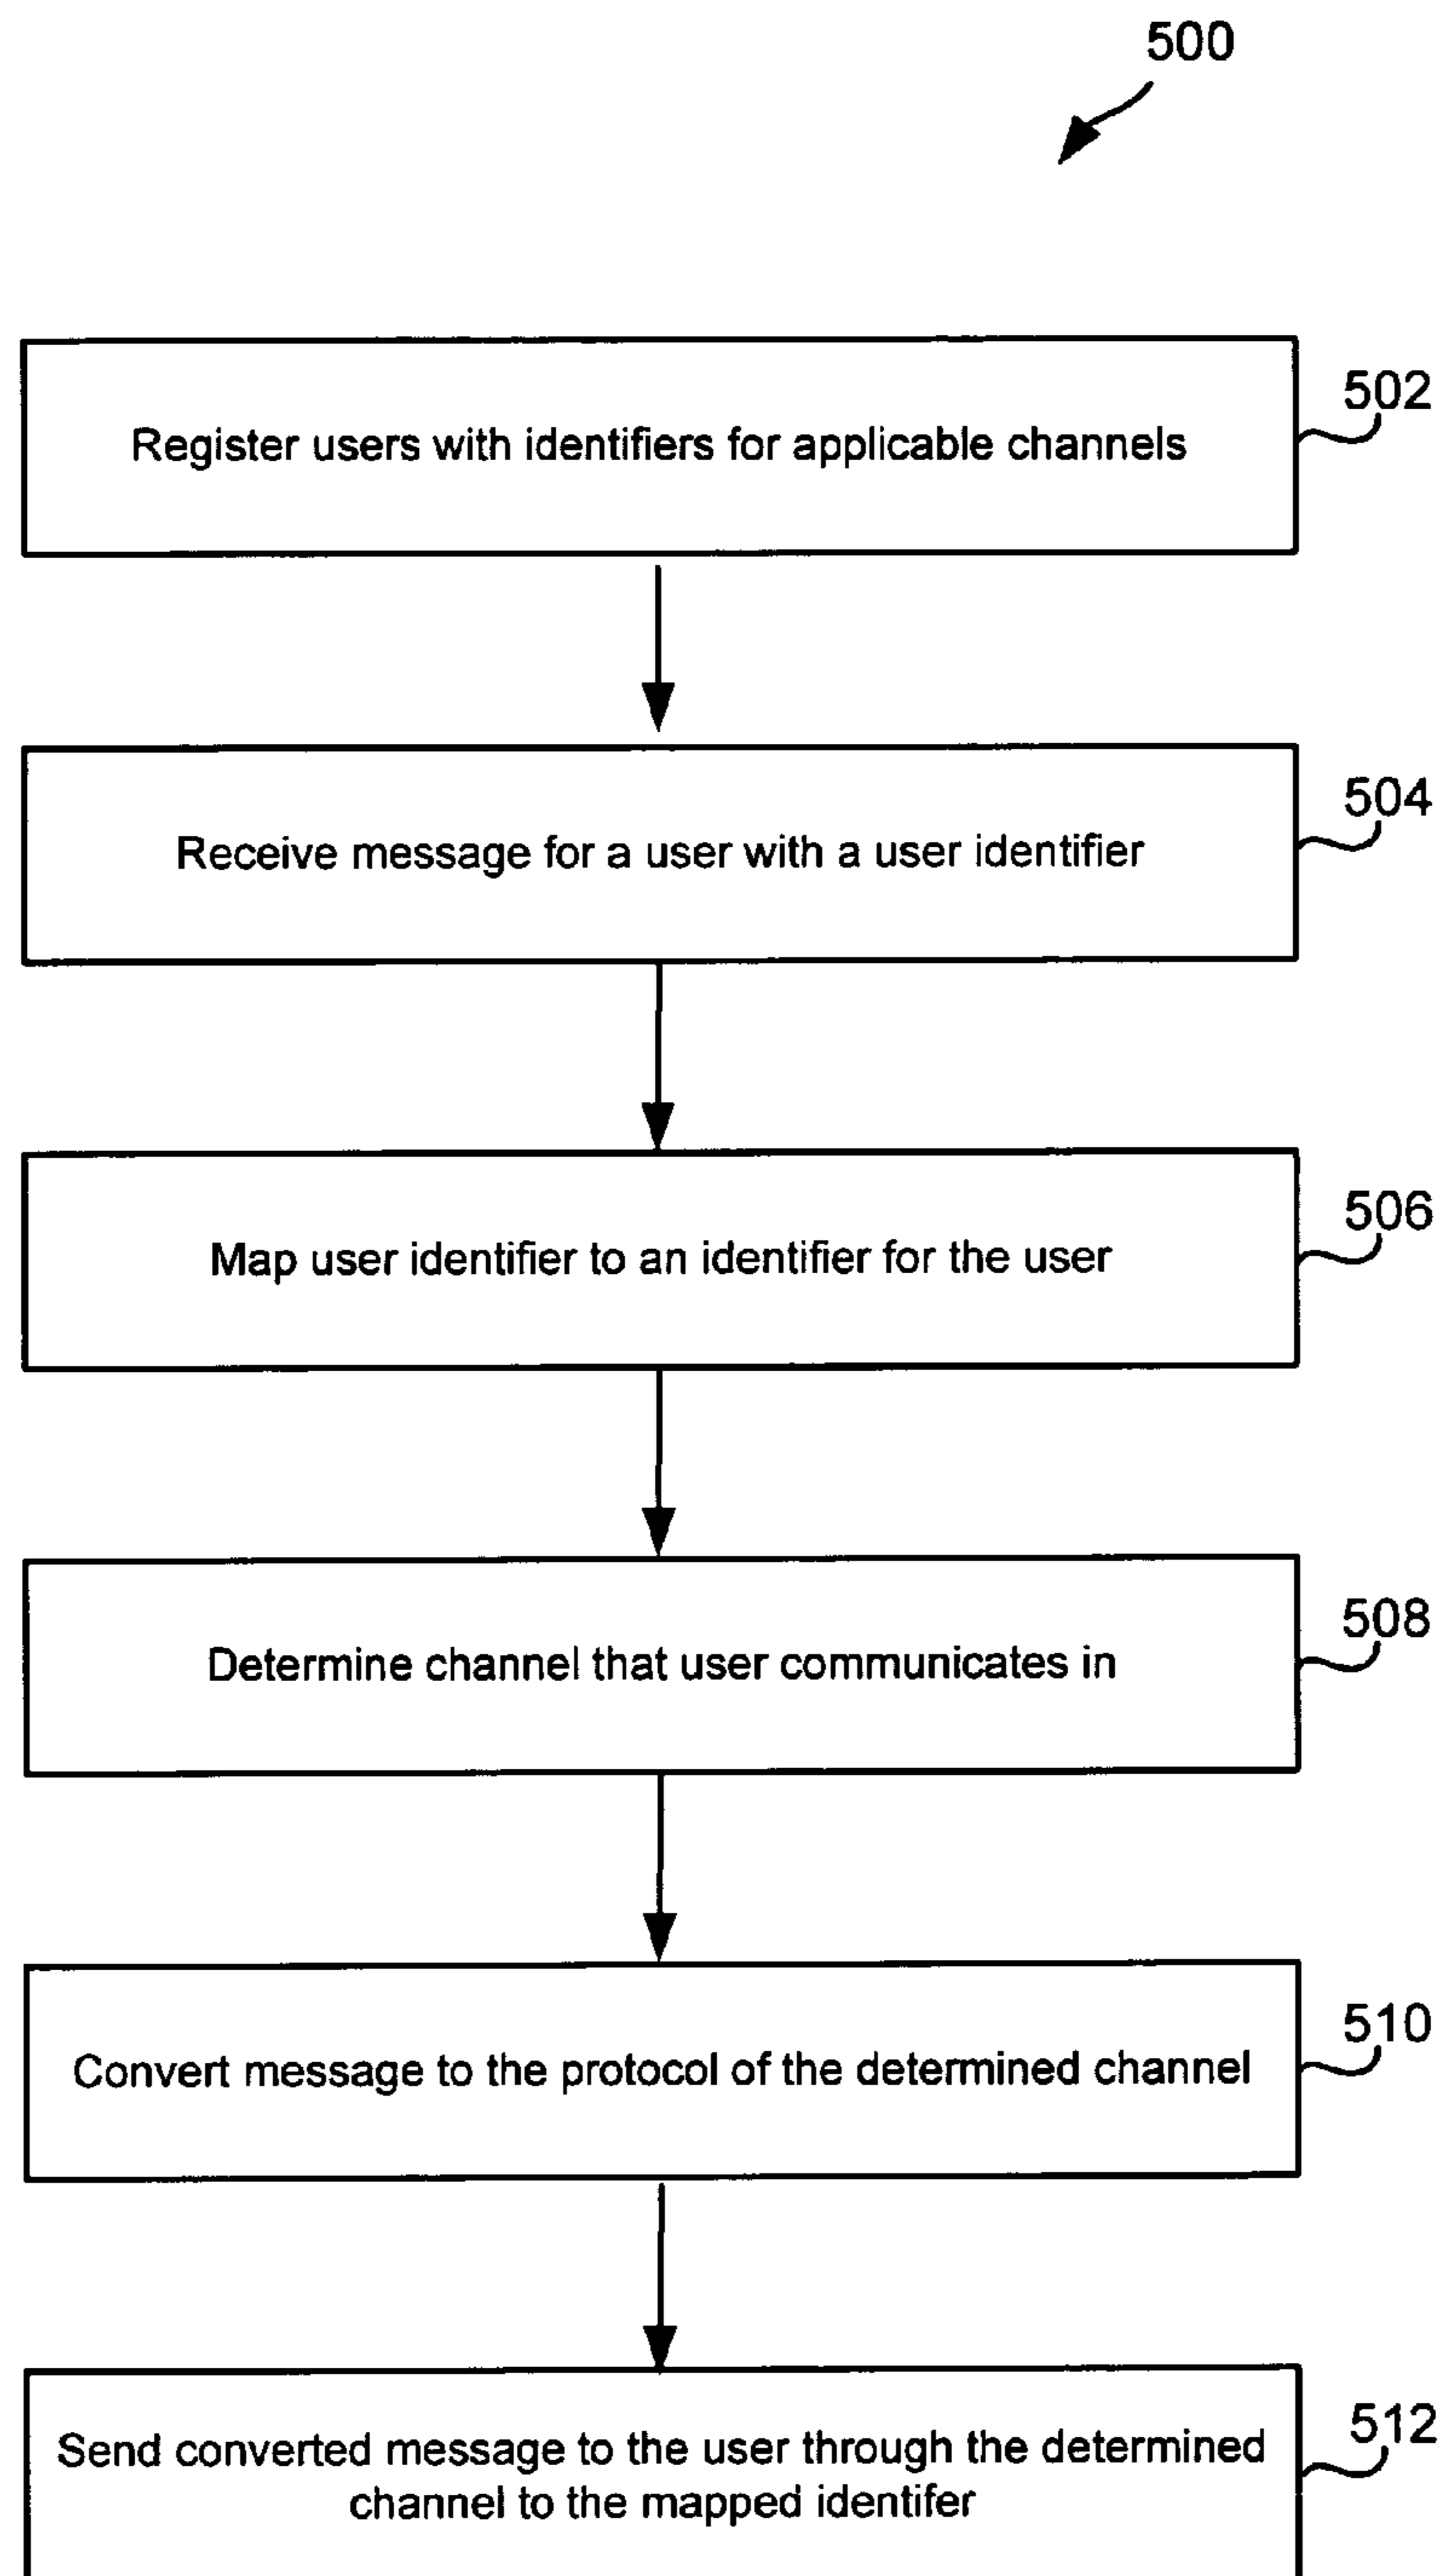 500
Register users with identifiers for applicable channels
502
Receive message for a user with a user identifier
504
Map user identifier to an identifier for the user
506
Determine channel that user communicates in
508
Convert message to the protocol of the determined channel
510
Send converted message to the user through the determined
channel to the mapped identifer
512